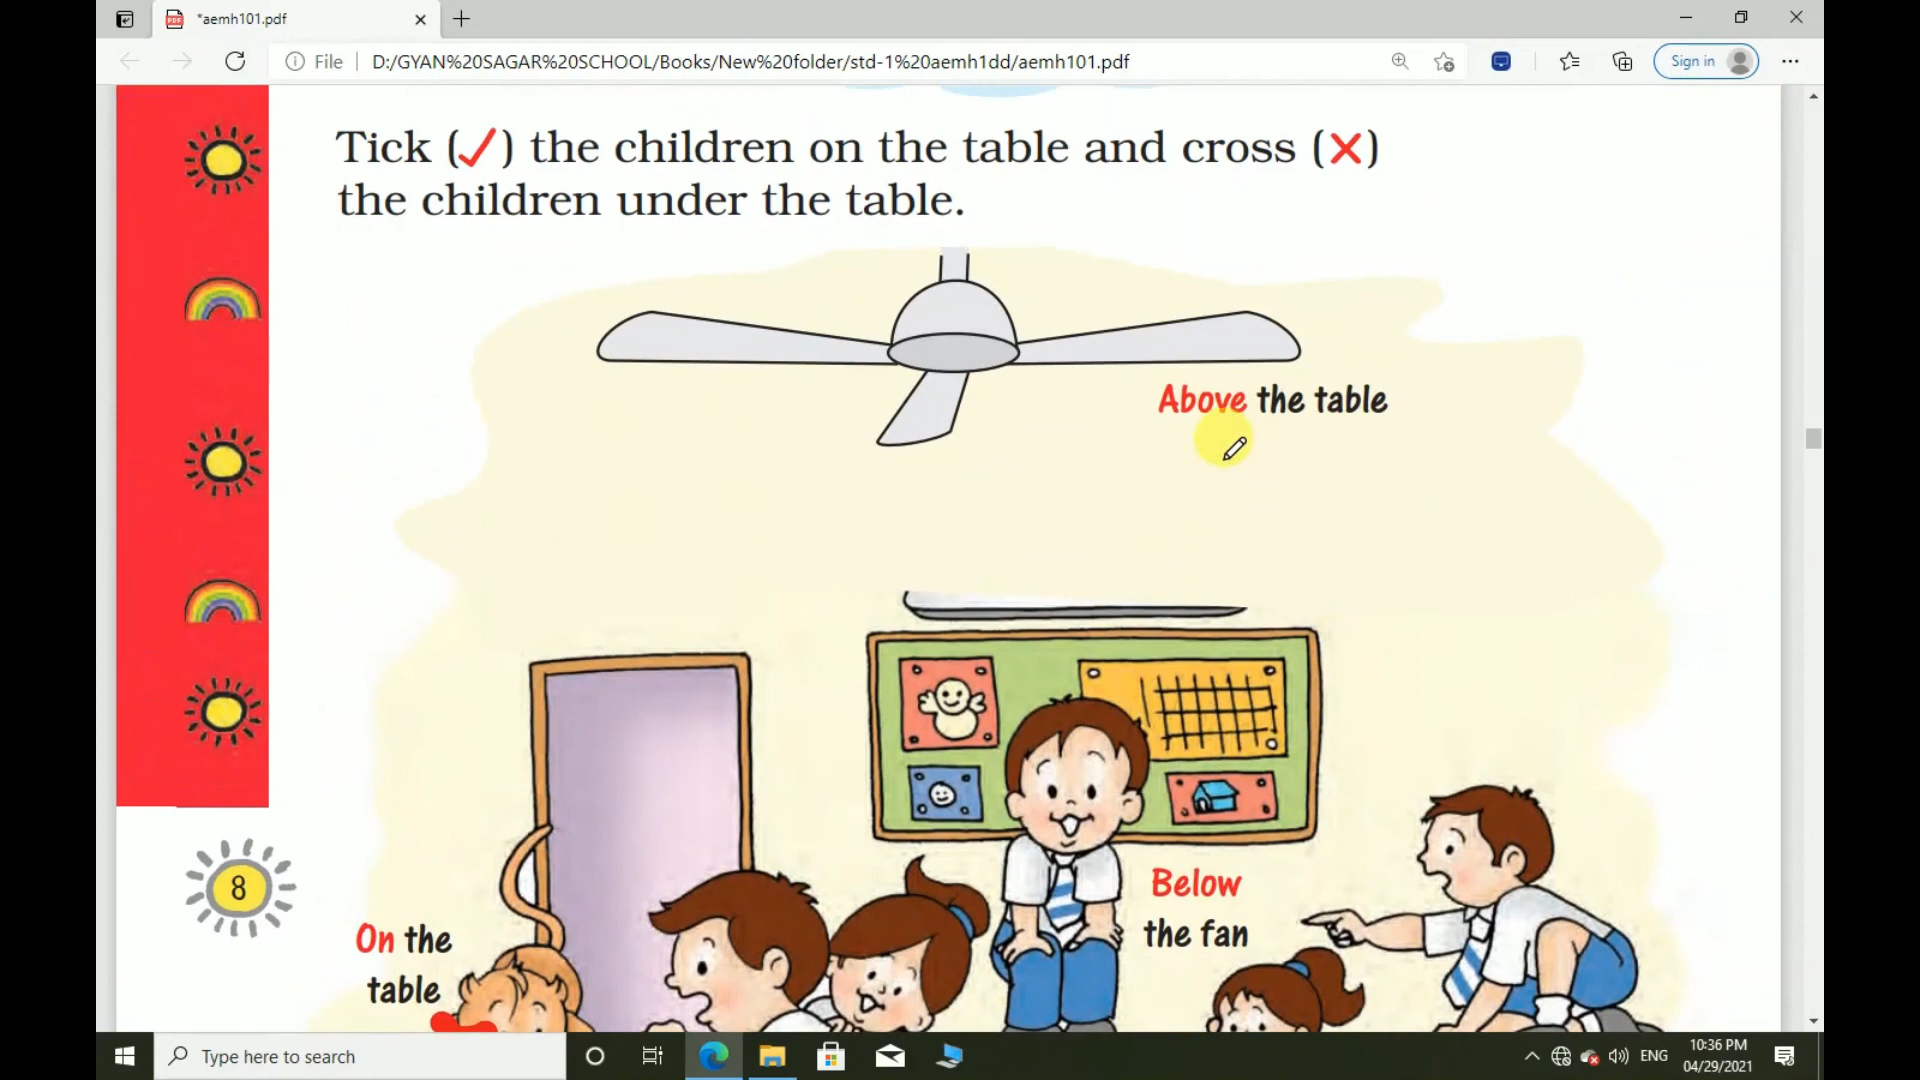 *aemh101.pdf
File
D:/GYAN%20SAGAR%20SCHOOL/Books/New%20folder/std-1%20aemh1dd/aemh101.pdf
Sign in
Tick (✓) the children on the table and cross (✗)
the children under the table.
Above the table
8
Below
the fan
On the
table
Type here to search
ENG
10:36 PM
04/29/2021